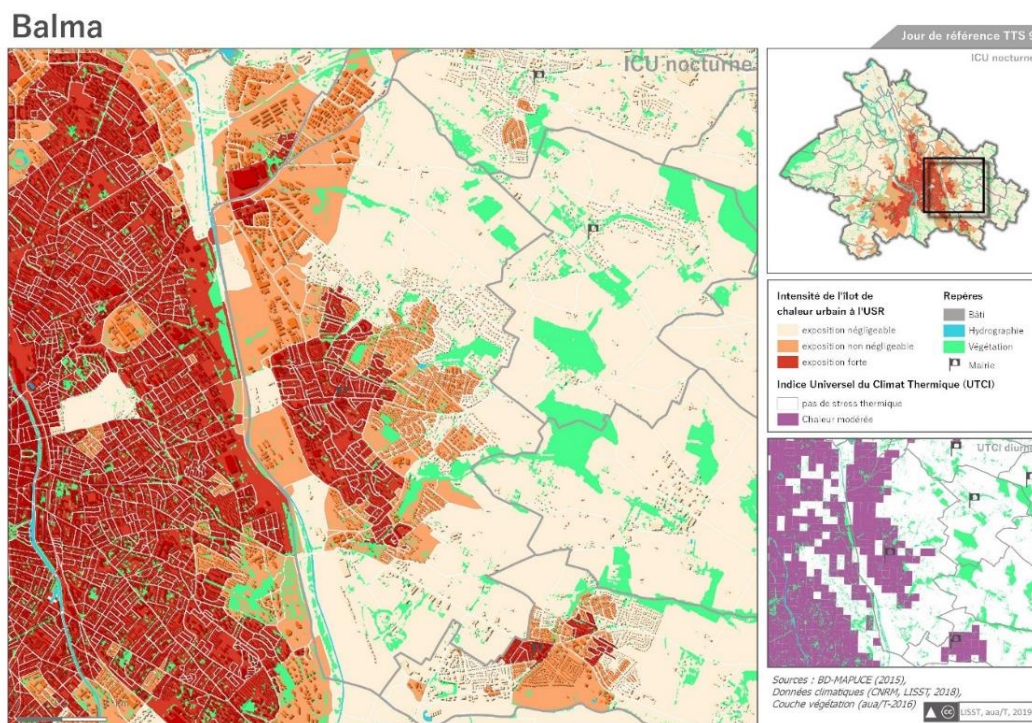 Balma
Jour de référence TTS 9
ICU nocturne
ICU nocturne
Intensité de l'îlot de
chaleur urbain à l'USR
exposition négligeable
exposition non négligeable
exposition forte
Repères
Bâti
Hydrographie
Végétation
Mairie
Indice Universel du Climat Thermique (UTCI)
pas de stress thermique
Chaleur modérée
UTCI diurne
Sources : BD-MAPUCE (2015),
Données climatiques (CNRM, LISST, 2018),
Couche végétation (aua/T-2016)
LISST, aua/T, 2019